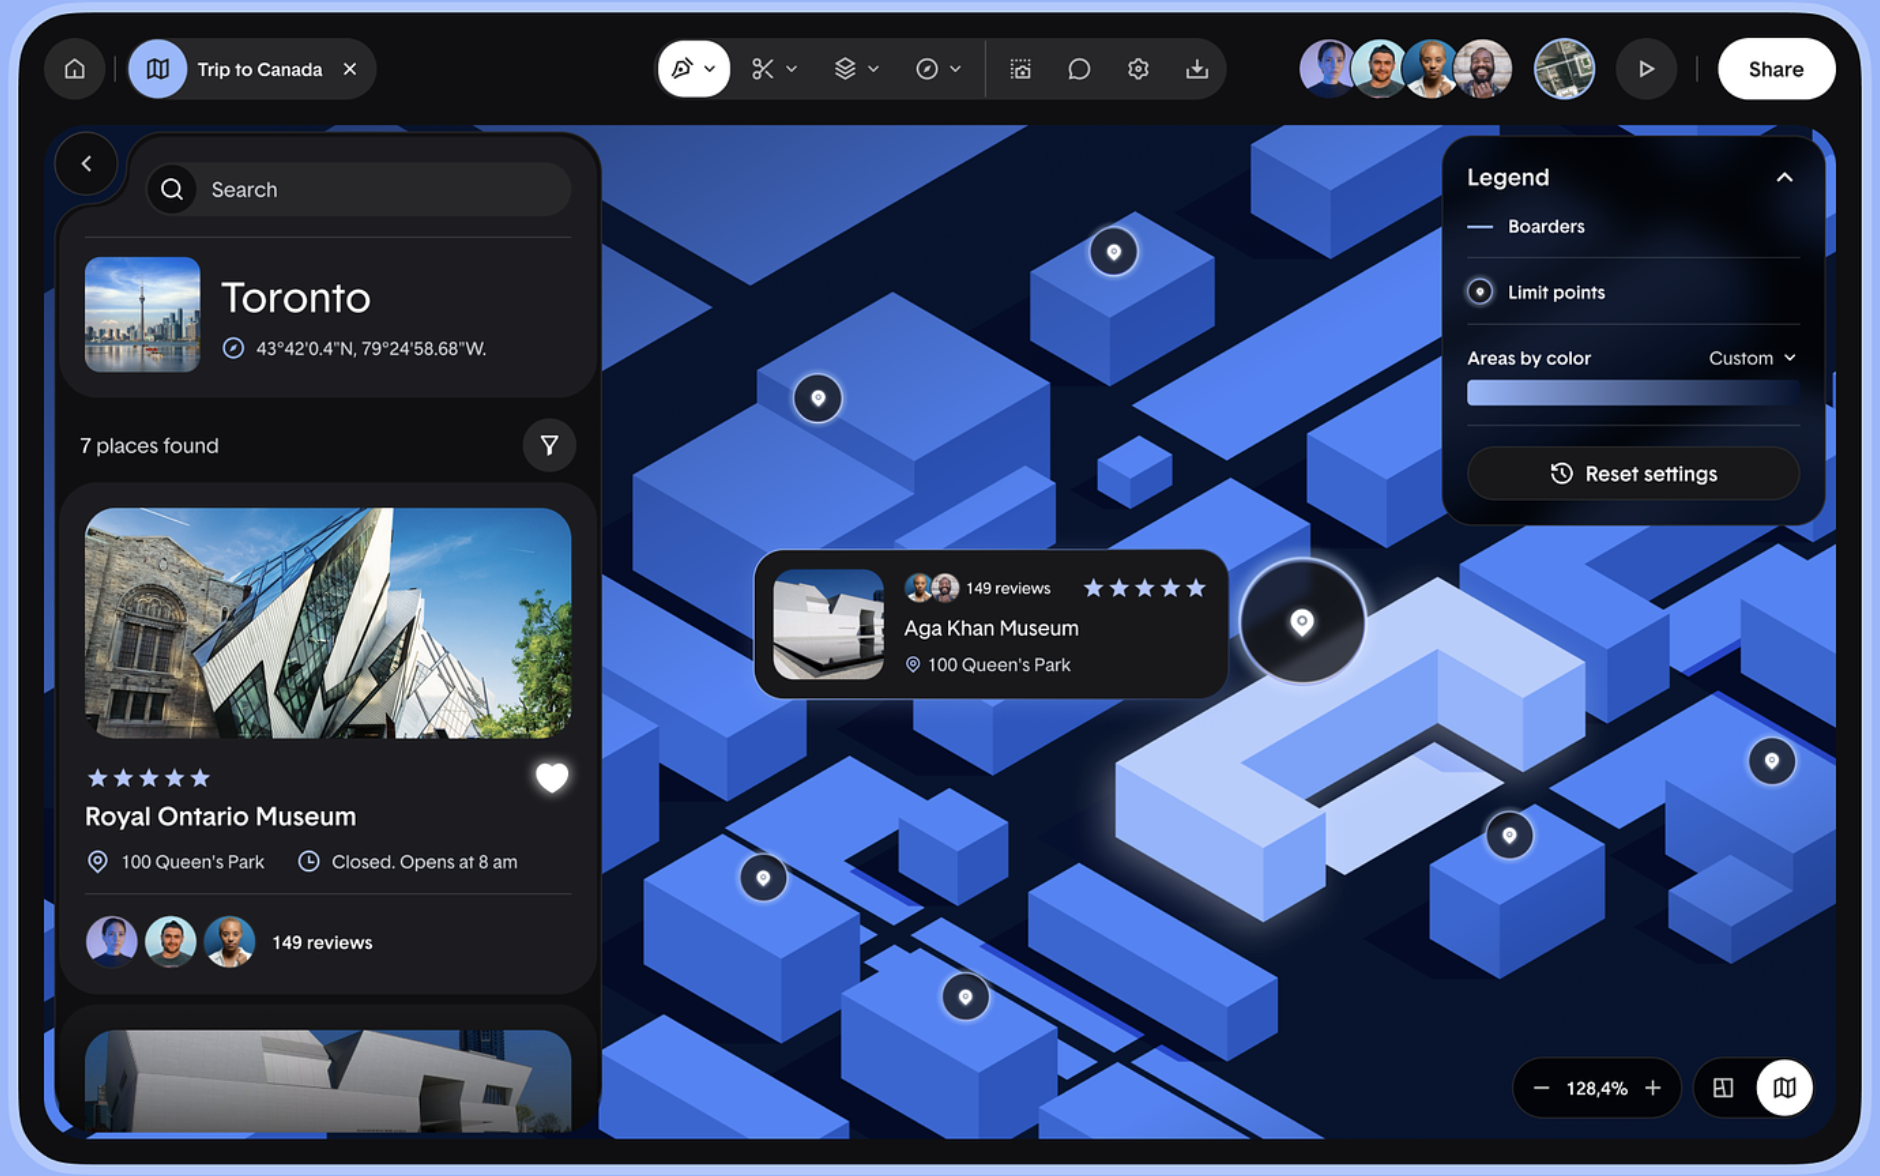 Trip to Canada
Share
Search
Toronto
43°42'0.4"N, 79°24'58.68"W.
7 places found
Royal Ontario Museum
100 Queen's Park
Closed. Opens at 8 am
149 reviews
149 reviews
Aga Khan Museum
100 Queen's Park
Legend
Boarders
Limit points
Areas by color
Custom
Reset settings
128,4%